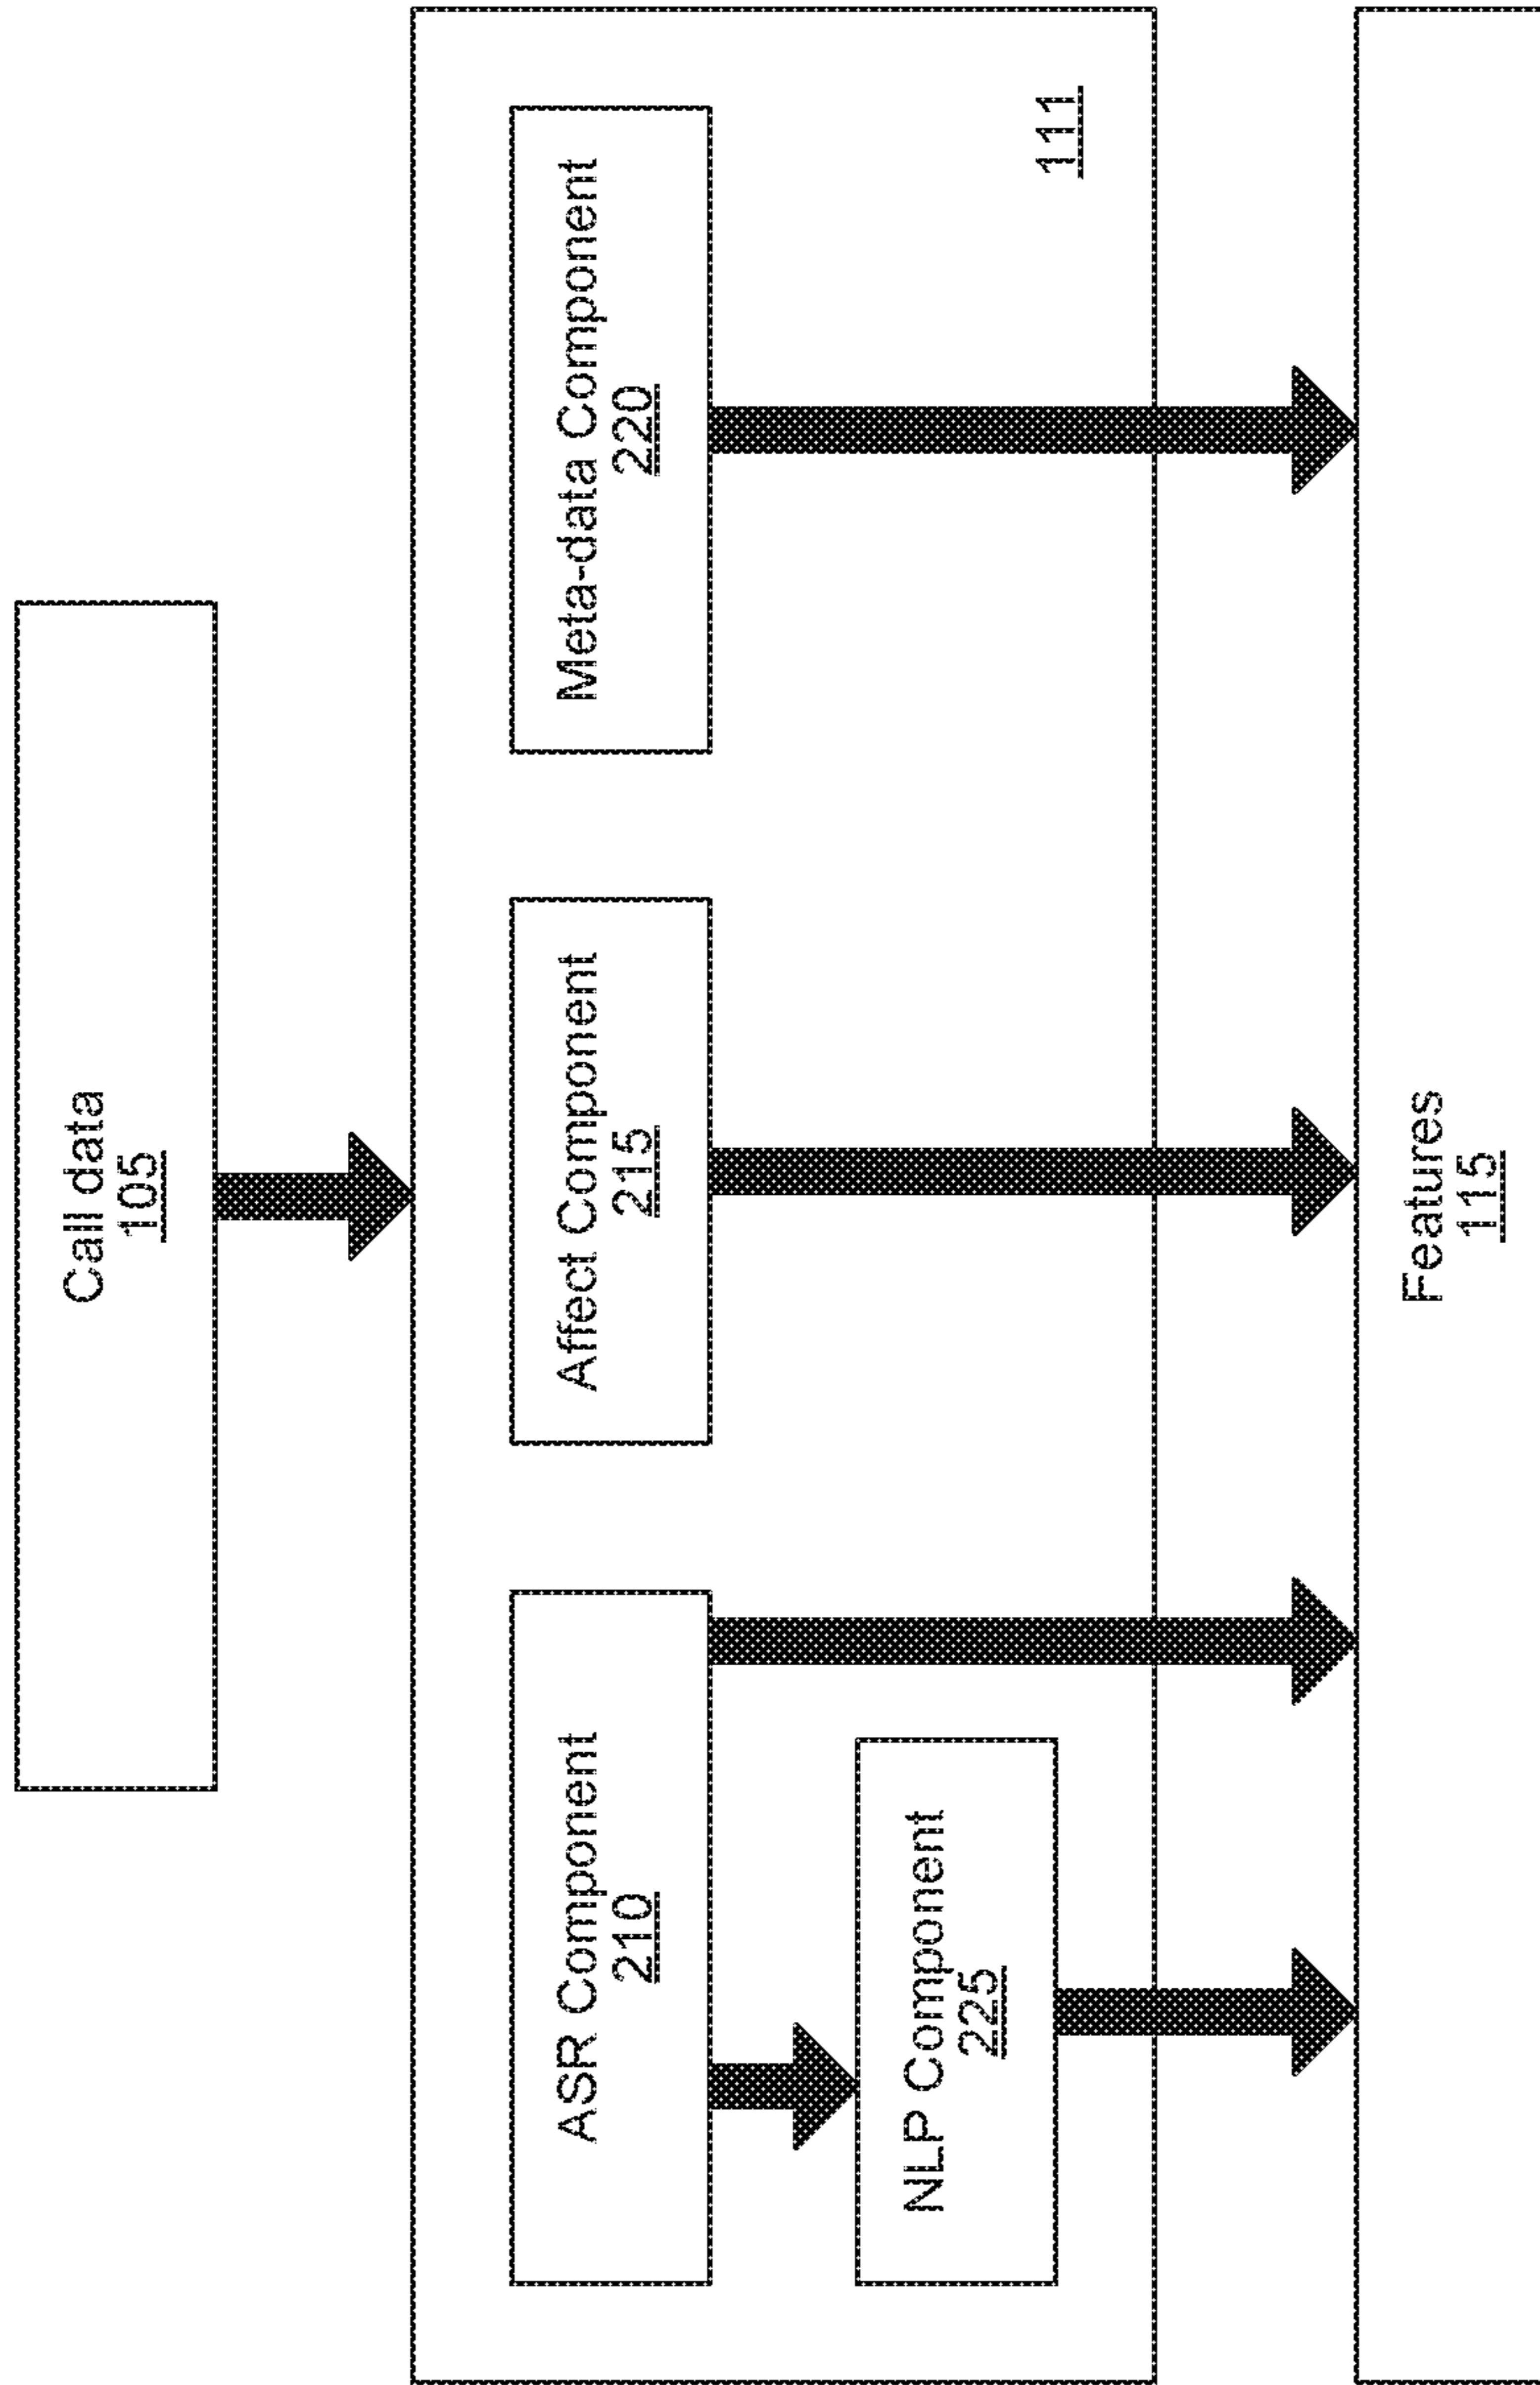 Call data
105
ASR Component
210
Affect Component
215
Meta-data Component
220
NLP Component
225
111
Features
115